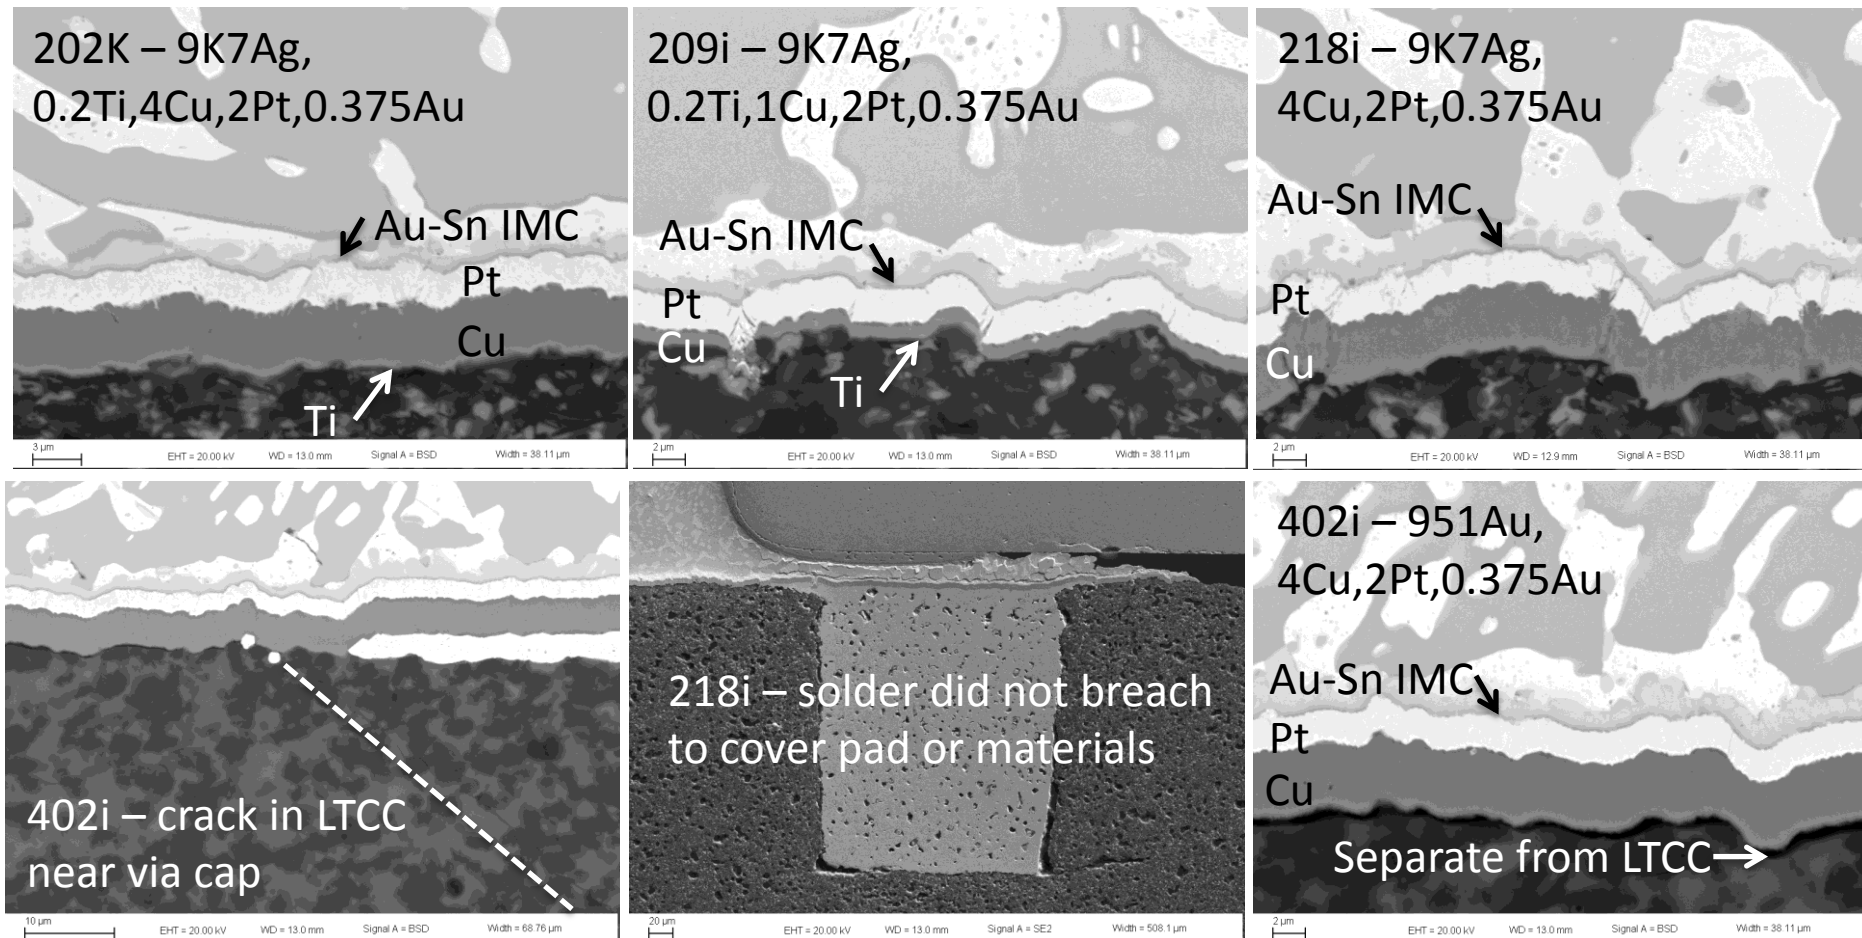 202K – 9K7Ag,
0.2Ti,4Cu,2Pt,0.375Au
Au-Sn IMC
Pt
Cu
Ti
3 µm
EHT = 20.00 kV
WD = 13.0 mm
Signal A = BSD
Width = 38.11 µm
209i – 9K7Ag,
0.2Ti,1Cu,2Pt,0.375Au
Au-Sn IMC
Pt
Cu
Ti
2 µm
EHT = 20.00 kV
WD = 13.0 mm
Signal A = BSD
Width = 38.11 µm
218i – 9K7Ag,
4Cu,2Pt,0.375Au
Au-Sn IMC
Pt
Cu
2 µm
EHT = 20.00 kV
WD = 12.9 mm
Signal A = BSD
Width = 38.11 µm
402i – crack in LTCC
near via cap
10 µm
EHT = 20.00 kV
WD = 13.0 mm
Signal A = BSD
Width = 68.76 µm
218i – solder did not breach
to cover pad or materials
20 µm
EHT = 20.00 kV
WD = 13.0 mm
Signal A = SE2
Width = 508.1 µm
402i – 951Au,
4Cu,2Pt,0.375Au
Au-Sn IMC
Pt
Cu
Separate from LTCC
2 µm
EHT = 20.00 kV
WD = 13.0 mm
Signal A = BSD
Width = 38.11 µm